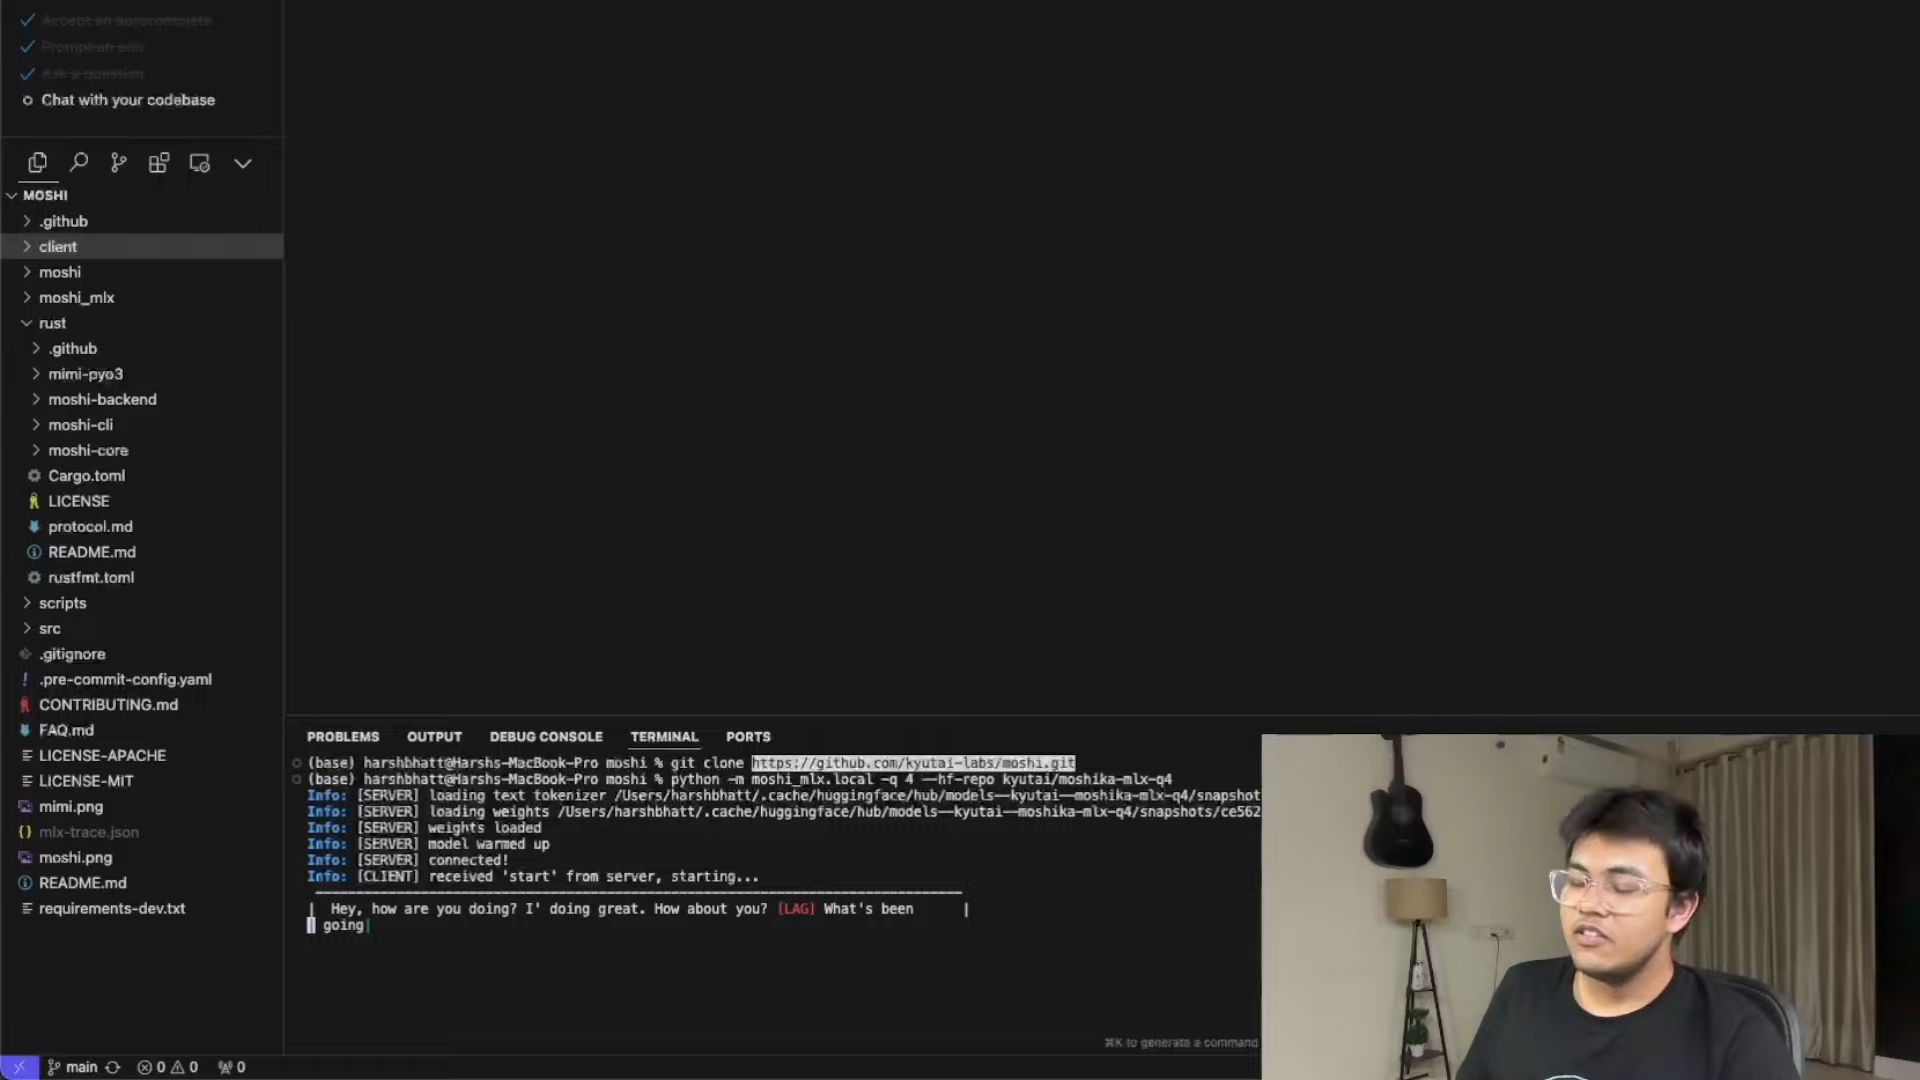 Accept an autocomplete
Prompt an edit
Ask a question
Chat with your codebase
MOSHI
.github
client
moshi
moshi_mlx
rust
.github
mimi-pyo3
moshi-backend
moshi-cli
moshi-core
Cargo.toml
LICENSE
protocol.md
README.md
rustfmt.toml
scripts
src
.gitignore
.pre-commit-config.yaml
CONTRIBUTING.md
FAQ.md
LICENSE-APACHE
LICENSE-MIT
mimi.png
mlx-trace.json
moshi.png
README.md
requirements-dev.txt
PROBLEMS OUTPUT DEBUG CONSOLE TERMINAL PORTS
(base) harshbhatt@Harshs-MacBook-Pro moshi % git clone https://github.com/kyutai-labs/moshi.git
(base) harshbhatt@Harshs-MacBook-Pro moshi % python -m moshi_mlx.local -q 4 --hf-repo kyutai/moshika-mlx-q4
Info: [SERVER] loading text tokenizer /Users/harshbhatt/.cache/huggingface/hub/models--kyutai--moshika-mlx-q4/snapshot
Info: [SERVER] loading weights /Users/harshbhatt/.cache/huggingface/hub/models--kyutai--moshika-mlx-q4/snapshots/ce562
Info: [SERVER] weights loaded
Info: [SERVER] model warmed up
Info: [SERVER] connected!
Info: [CLIENT] received 'start' from server, starting...
| Hey, how are you doing? I' doing great. How about you? [LAG] What's been |
going
⌘K to generate a command
main 0 0 0